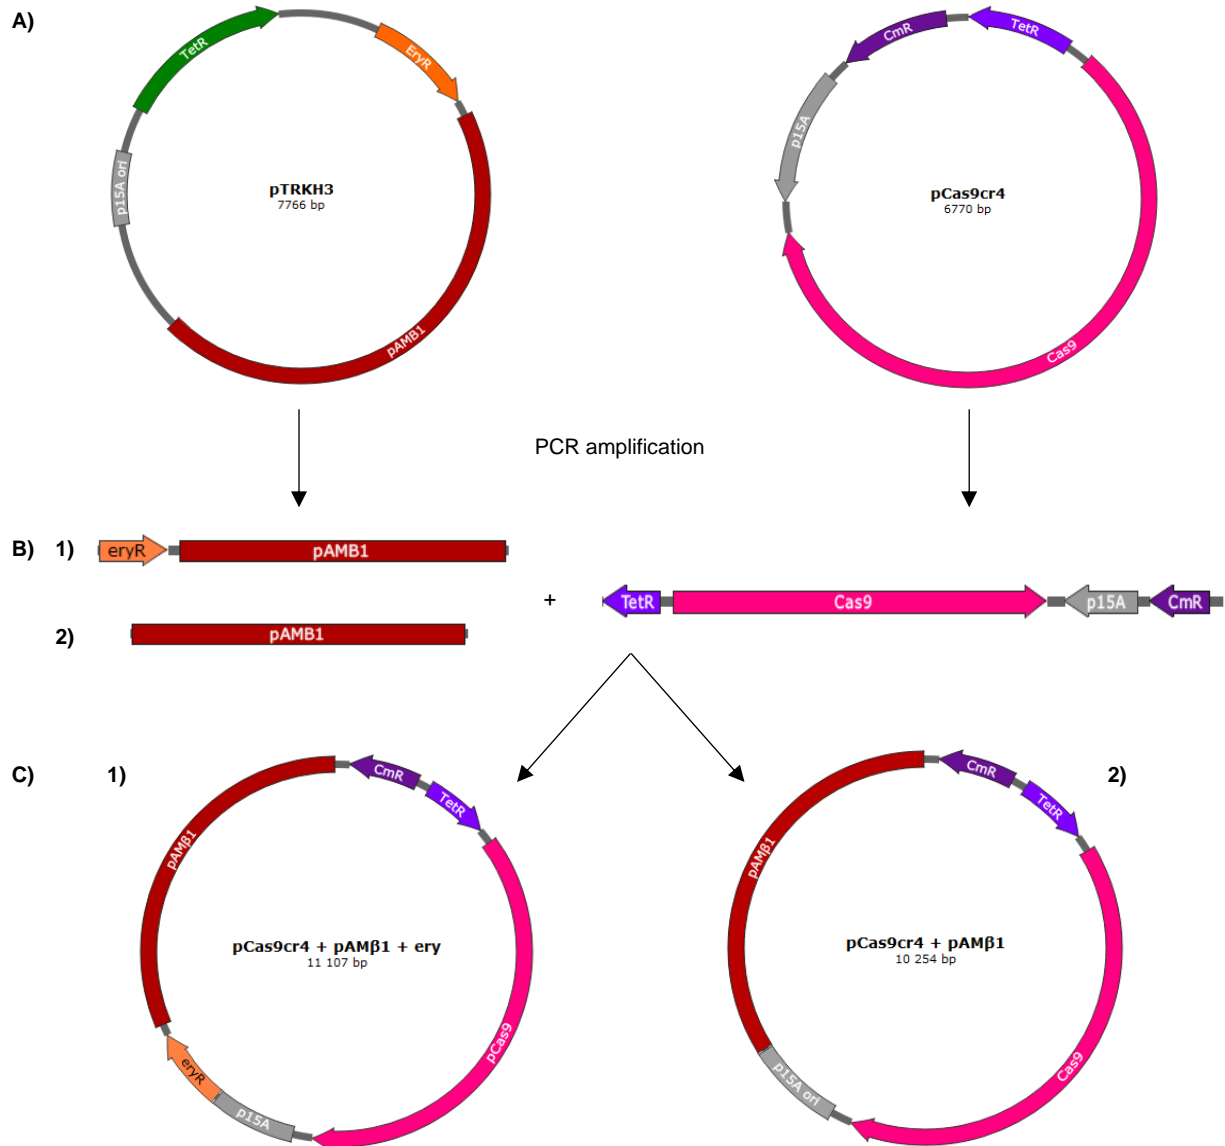 A)
TetR
EryR
p15A ori
pAMB1
pTRKH3
7766 bp
CmR
TetR
p15A
Cas9
pCas9cr4
6770 bp
PCR amplification
B)
1)
eryR
pAMB1
2)
pAMB1
+
TetR
Cas9
p15A
CmR
C)
1)
CmR
TetR
pAMβ1
pCas9
eryR
p15A
pCas9cr4 + pAMβ1 + ery
11 107 bp
2)
CmR
TetR
pAMβ1
Cas9
p15A ori
pCas9cr4 + pAMβ1
10 254 bp